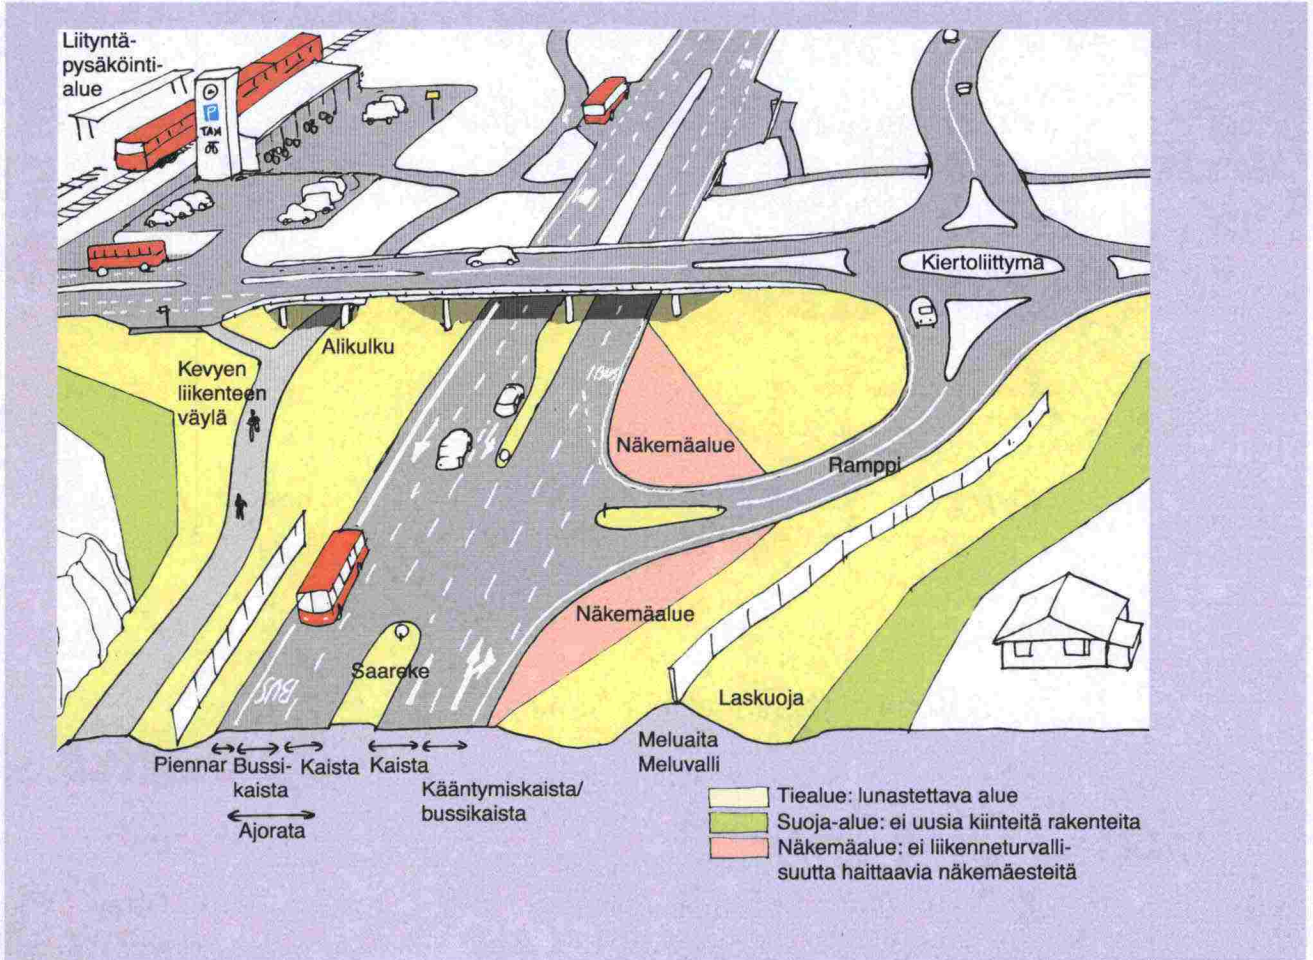 Liityntä-
pysäköinti-
alue
P
TAXI
Kiertoliittymä
Alikulku
Kevyen
liikenteen
väylä
BUS
Näkemäalue
Ramppi
Näkemäalue
Saareke
BUS
Laskuoja
Meluaita
Meluvalli
Piennar
Bussi-
kaista
Kaista
Kaista
Kääntymiskaista/
bussikaista
Ajorata
Tiealue: lunastettava alue
Suoja-alue: ei uusia kiinteitä rakenteita
Näkemäalue: ei liikenneturvalli-
suutta haittaavia näkemäesteitä